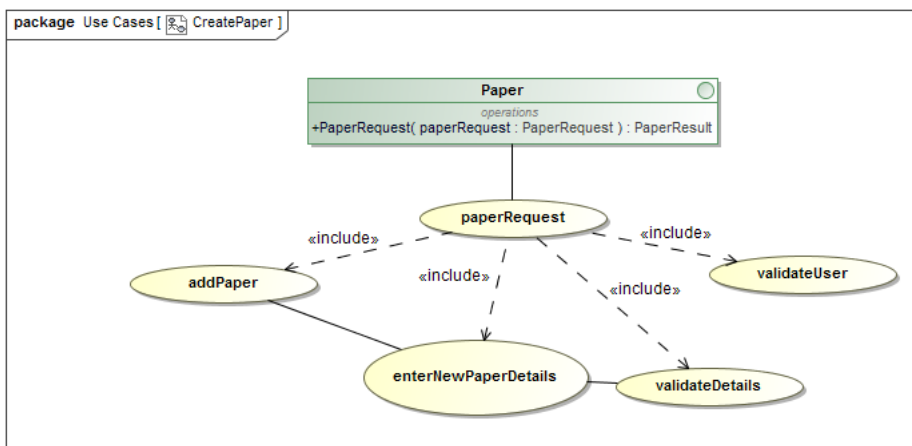 package Use Cases [ CreatePaper ]
Paper
operations
+PaperRequest( paperRequest : PaperRequest ) : PaperResult
paperRequest
«include»
«include»
«include»
«include»
addPaper
validateUser
enterNewPaperDetails
validateDetails